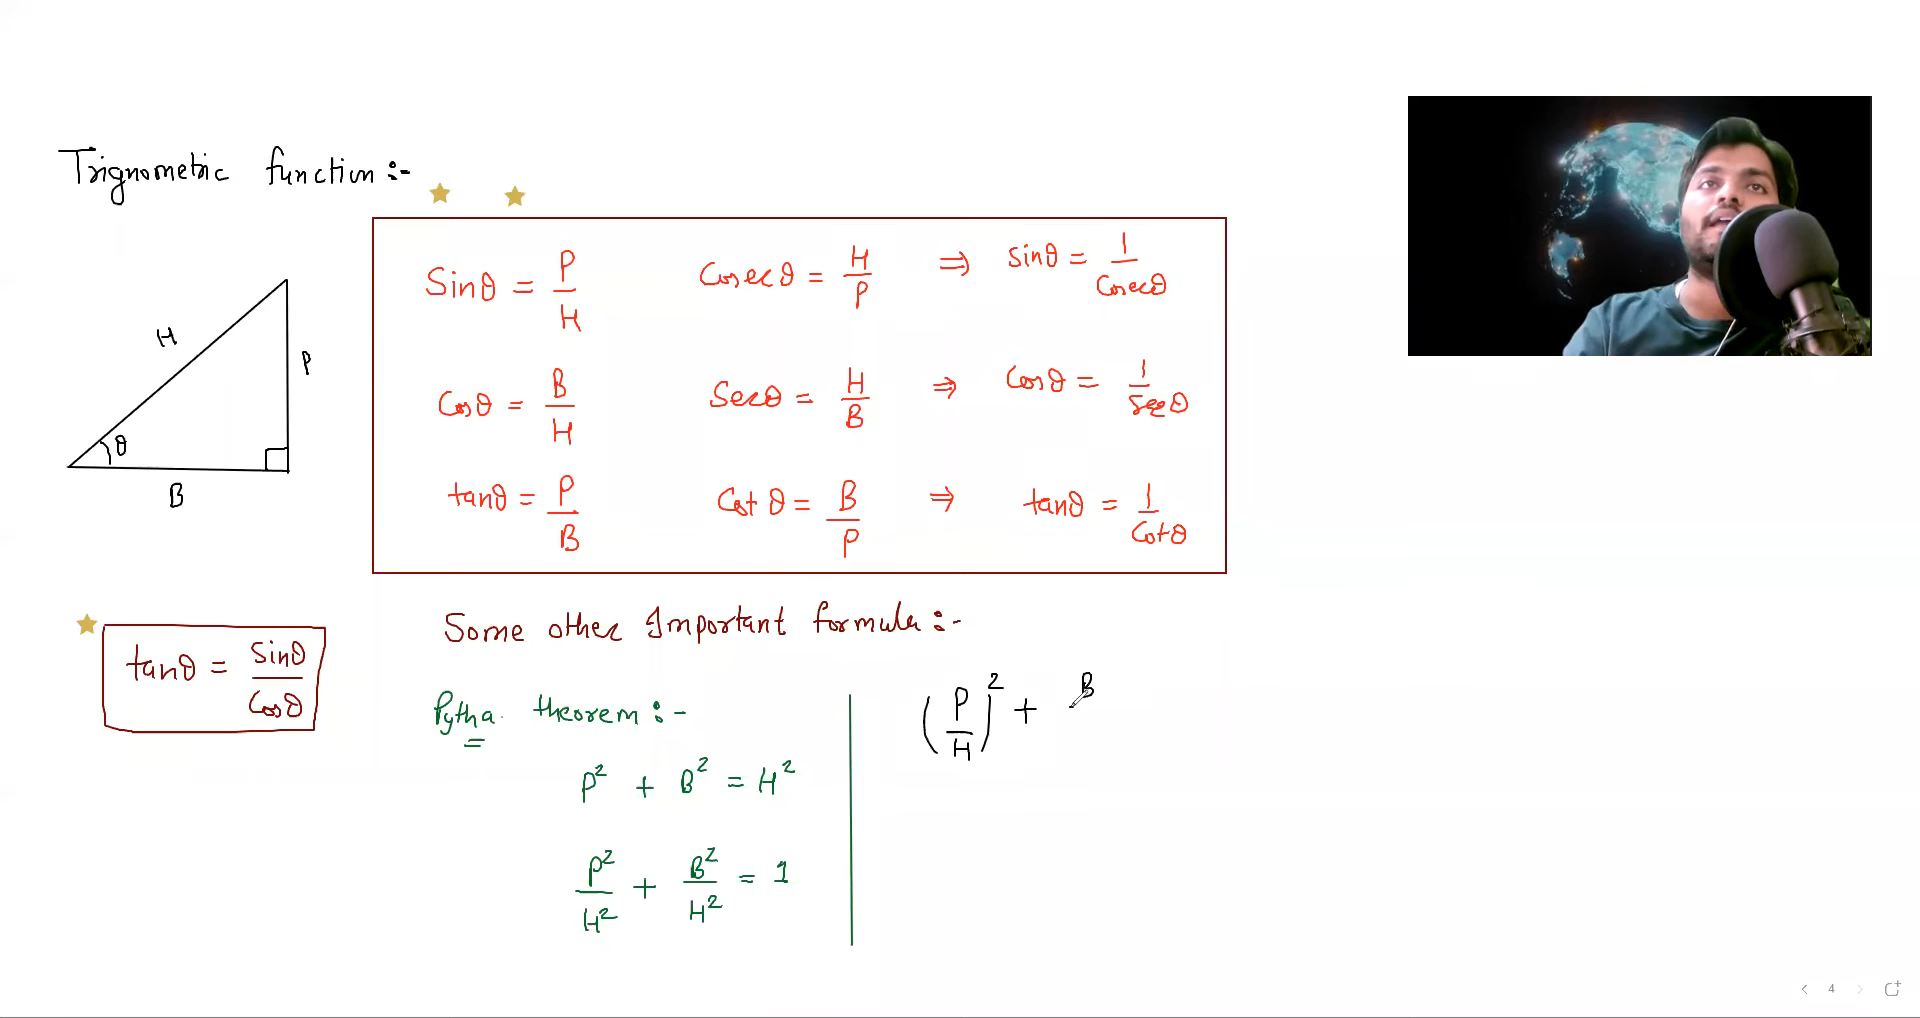 Trignometric function :-
H
P
θ
B
Sinθ = P/H   Cosecθ = H/P   ⇒   Sinθ = 1/Cosecθ
Cosθ = B/H   Secθ = H/B   ⇒   Cosθ = 1/Secθ
tanθ = P/B   Cot θ = B/P   ⇒   tanθ = 1/Cotθ
tanθ = Sinθ/Cosθ
Some other Important formula :-
Pytha. theorem :-
P² + B² = H²
P²/H² + B²/H² = 1
(P/H)² + B
4